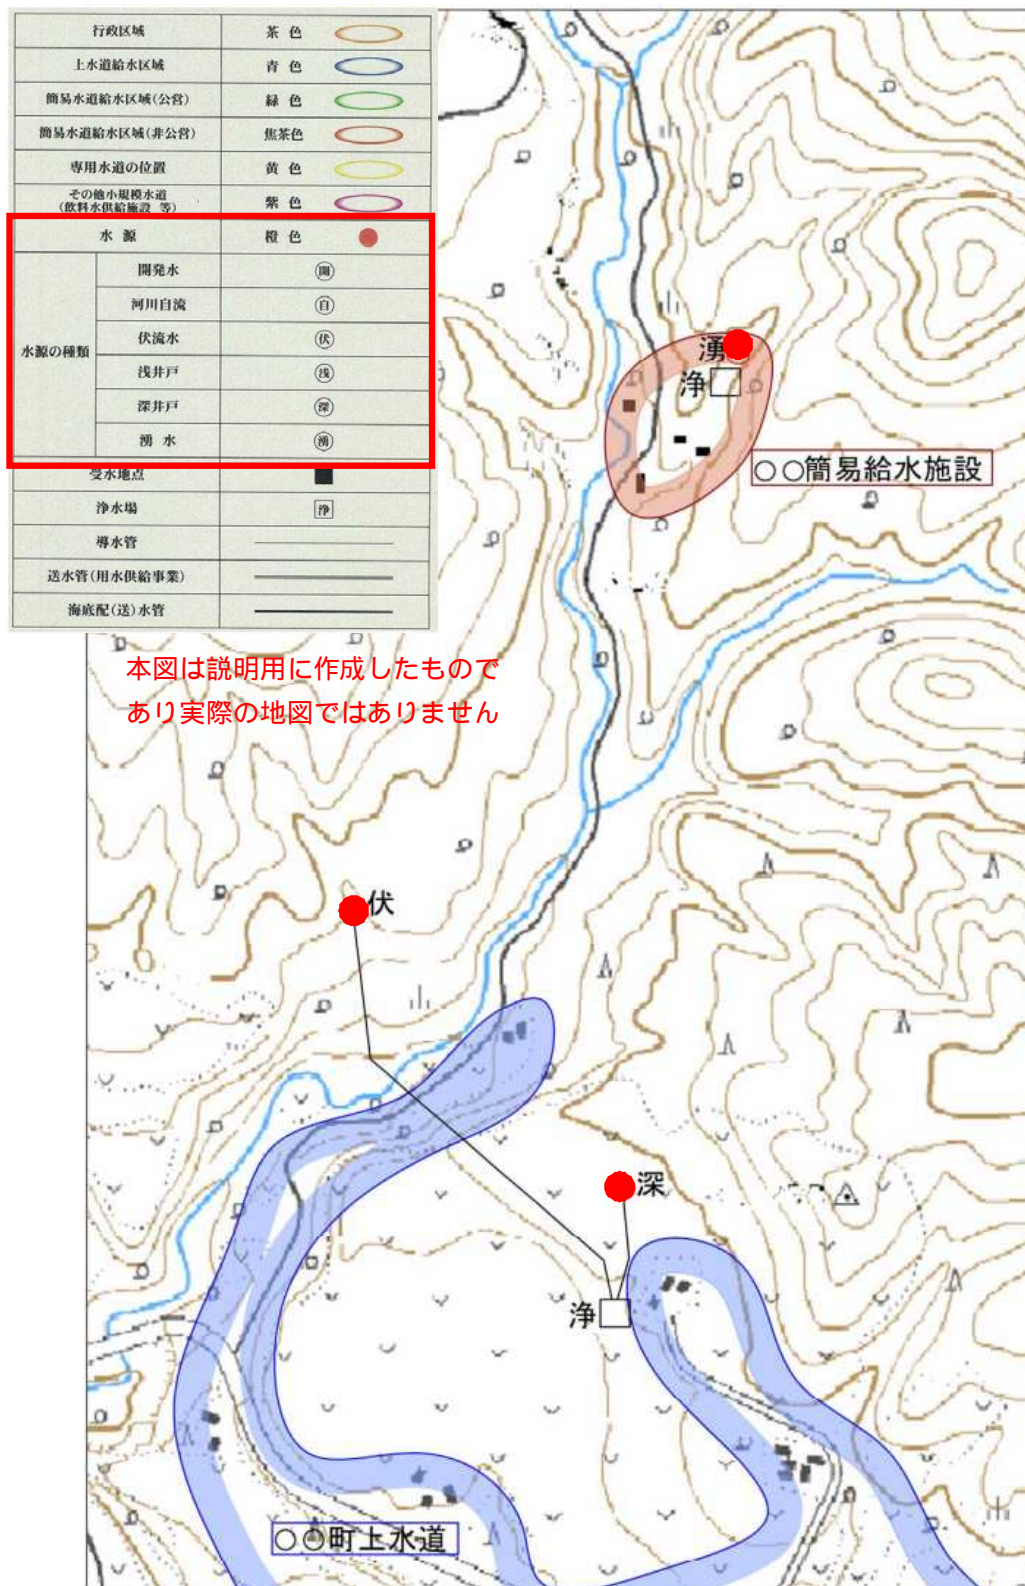 行政区域 茶 色
上水道給水区域 青 色
簡易水道給水区域(公営) 緑 色
簡易水道給水区域(非公営) 焦茶色
専用水道の位置 黄 色
その他小規模水道
(飲料水供給施設 等) 紫 色
水 源 橙 色
水源の種類
開発水 開
河川自流 自
伏流水 伏
浅井戸 浅
深井戸 深
湧 水 湧
受水地点
浄水場 浄
導水管
送水管(用水供給事業)
海底配(送)水管
本図は説明用に作成したもので
あり実際の地図ではありません
湧
浄
○○簡易給水施設
伏
深
浄
○○町上水道